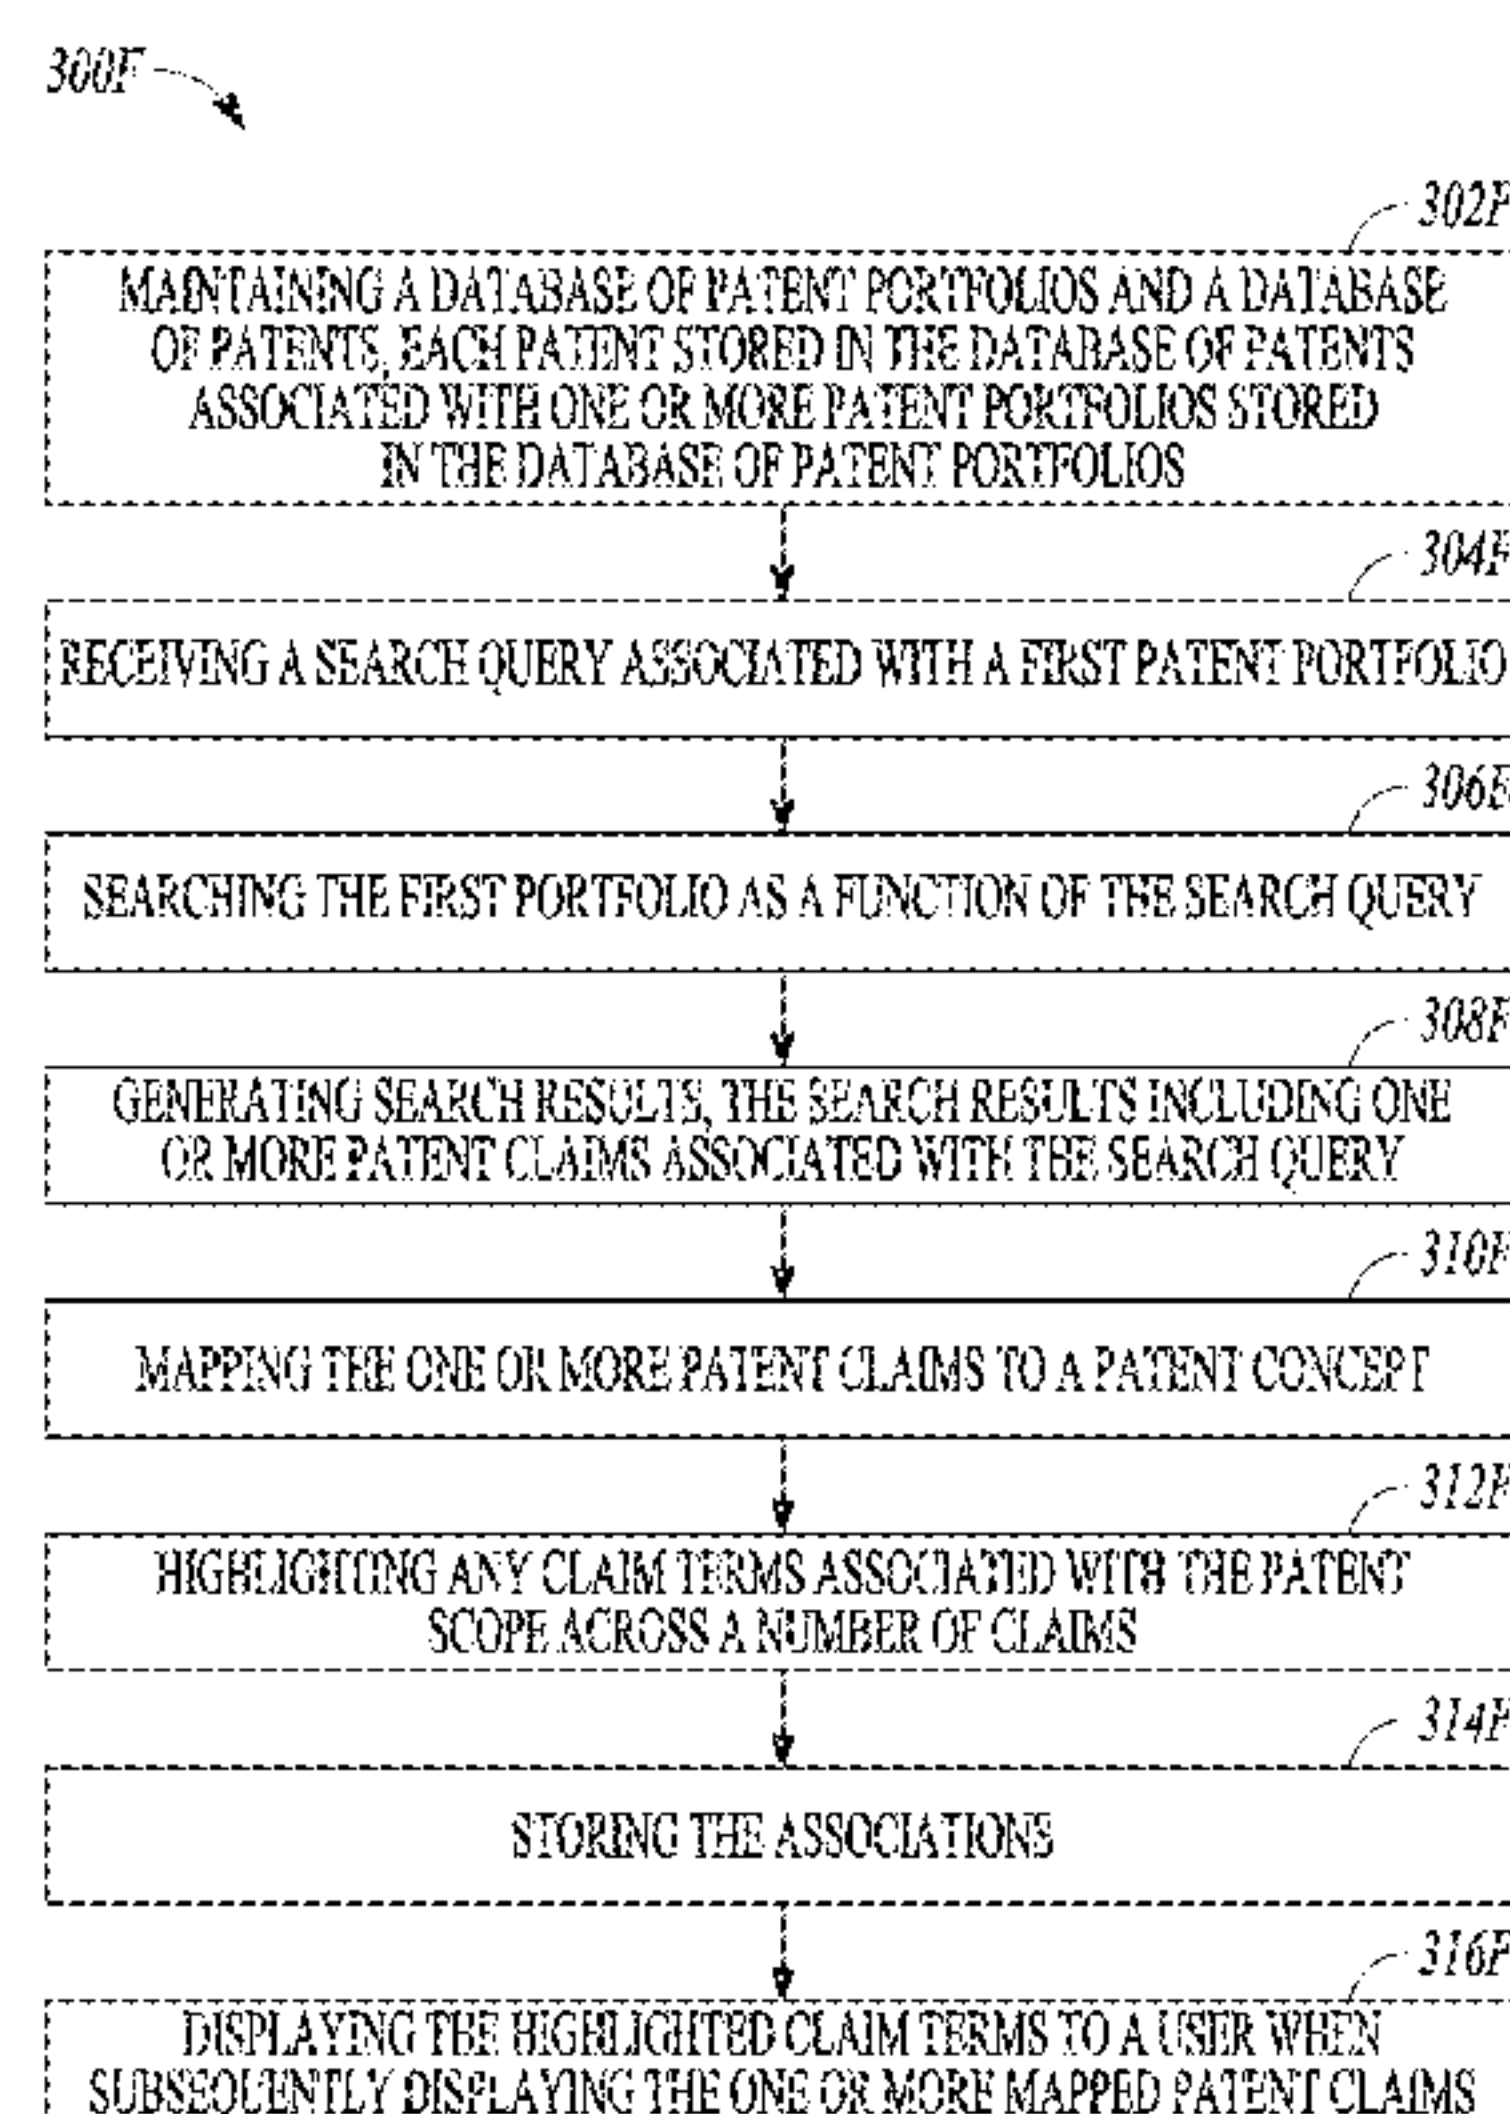 300F
302F
MAINTAINING A DATABASE OF PATENT PORTFOLIOS AND A DATABASE
OF PATENTS, EACH PATENT STORED IN THE DATABASE OF PATENTS
ASSOCIATED WITH ONE OR MORE PATENT PORTFOLIOS STORED
IN THE DATABASE OF PATENT PORTFOLIOS
304F
RECEIVING A SEARCH QUERY ASSOCIATED WITH A FIRST PATENT PORTFOLIO
306F
SEARCHING THE FIRST PORTFOLIO AS A FUNCTION OF THE SEARCH QUERY
308F
GENERATING SEARCH RESULTS, THE SEARCH RESULTS INCLUDING ONE
OR MORE PATENT CLAIMS ASSOCIATED WITH THE SEARCH QUERY
310F
MAPPING THE ONE OR MORE PATENT CLAIMS TO A PATENT CONCEPT
312F
HIGHLIGHTING ANY CLAIM TERMS ASSOCIATED WITH THE PATENT
SCOPE ACROSS A NUMBER OF CLAIMS
314F
STORING THE ASSOCIATIONS
316F
DISPLAYING THE HIGHLIGHTED CLAIM TERMS TO A USER WHEN
SUBSEQUENTLY DISPLAYING THE ONE OR MORE MAPPED PATENT CLAIMS